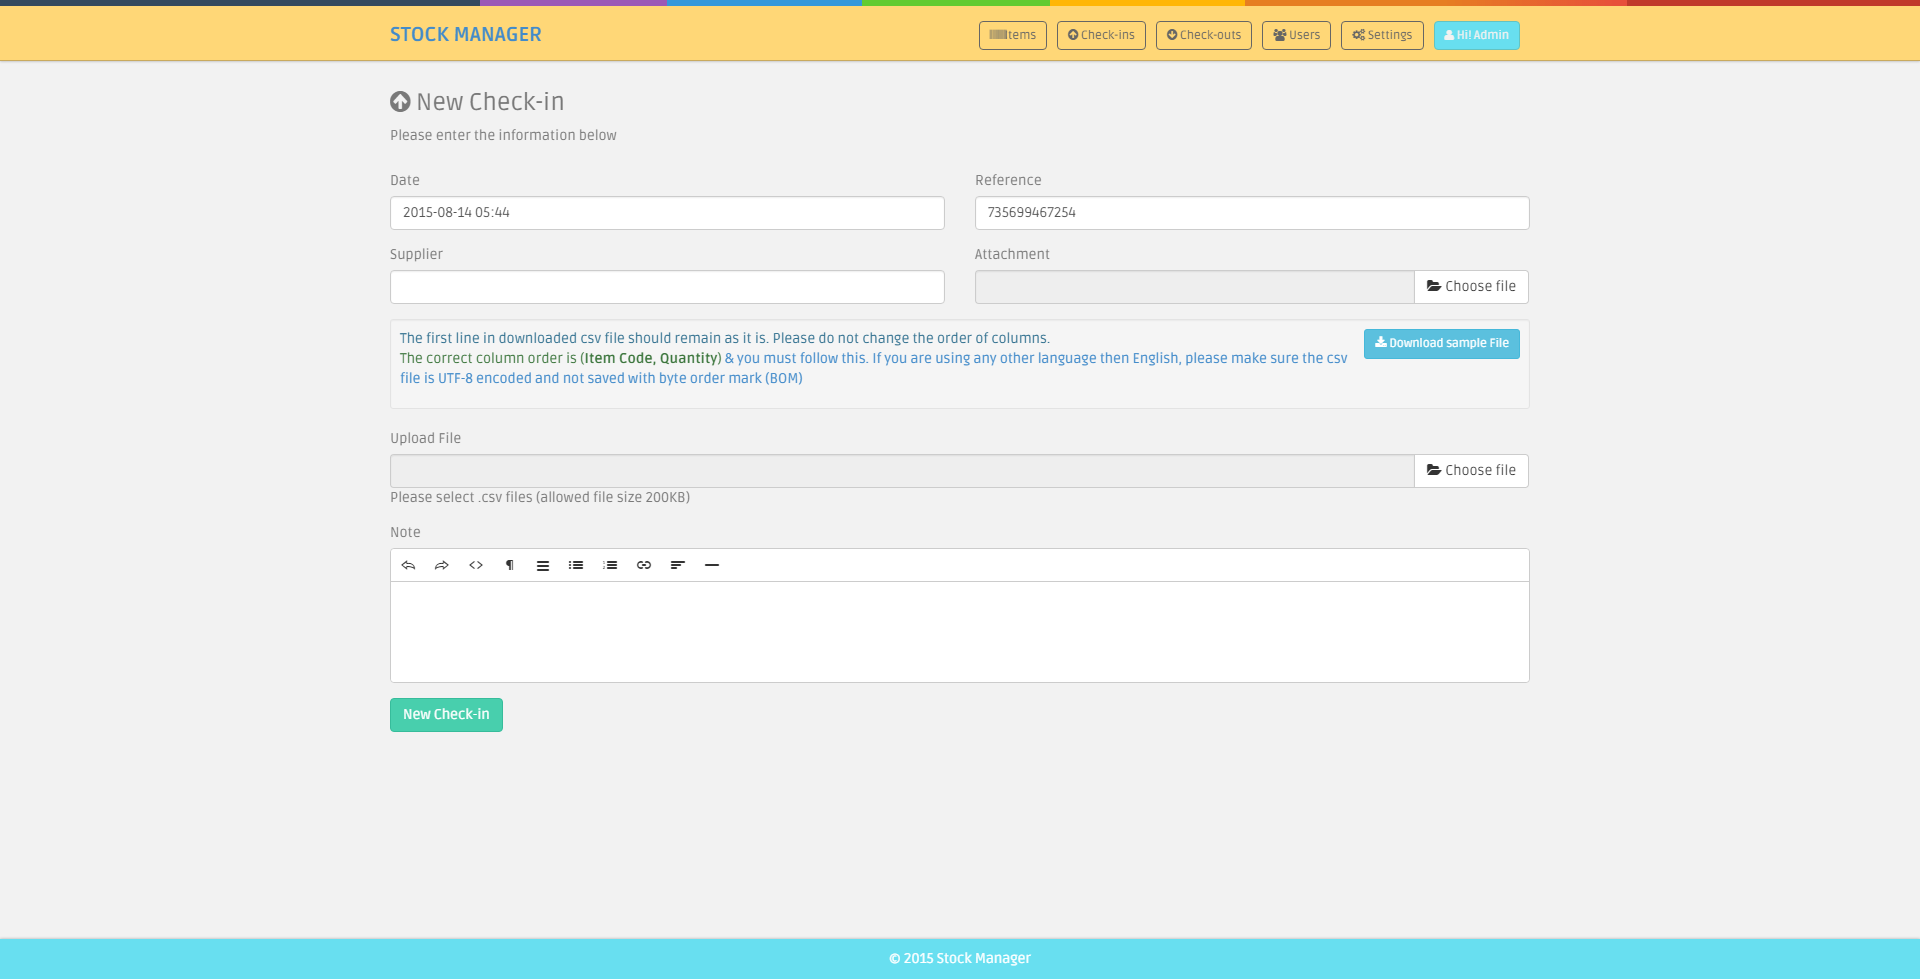 STOCK MANAGER
Items
Check-ins
Check-outs
Users
Settings
Hi! Admin
New Check-in
Please enter the information below
Date
Reference
2015-08-14 05:44
735699467254
Supplier
Attachment
Choose file
The first line in downloaded csv file should remain as it is. Please do not change the order of columns.
Download sample File
The correct column order is (Item Code, Quantity) & you must follow this. If you are using any other language then English, please make sure the csv
file is UTF-8 encoded and not saved with byte order mark (BOM)
Upload File
Choose file
Please select .csv files (allowed file size 200KB)
Note
New Check-in
© 2015 Stock Manager